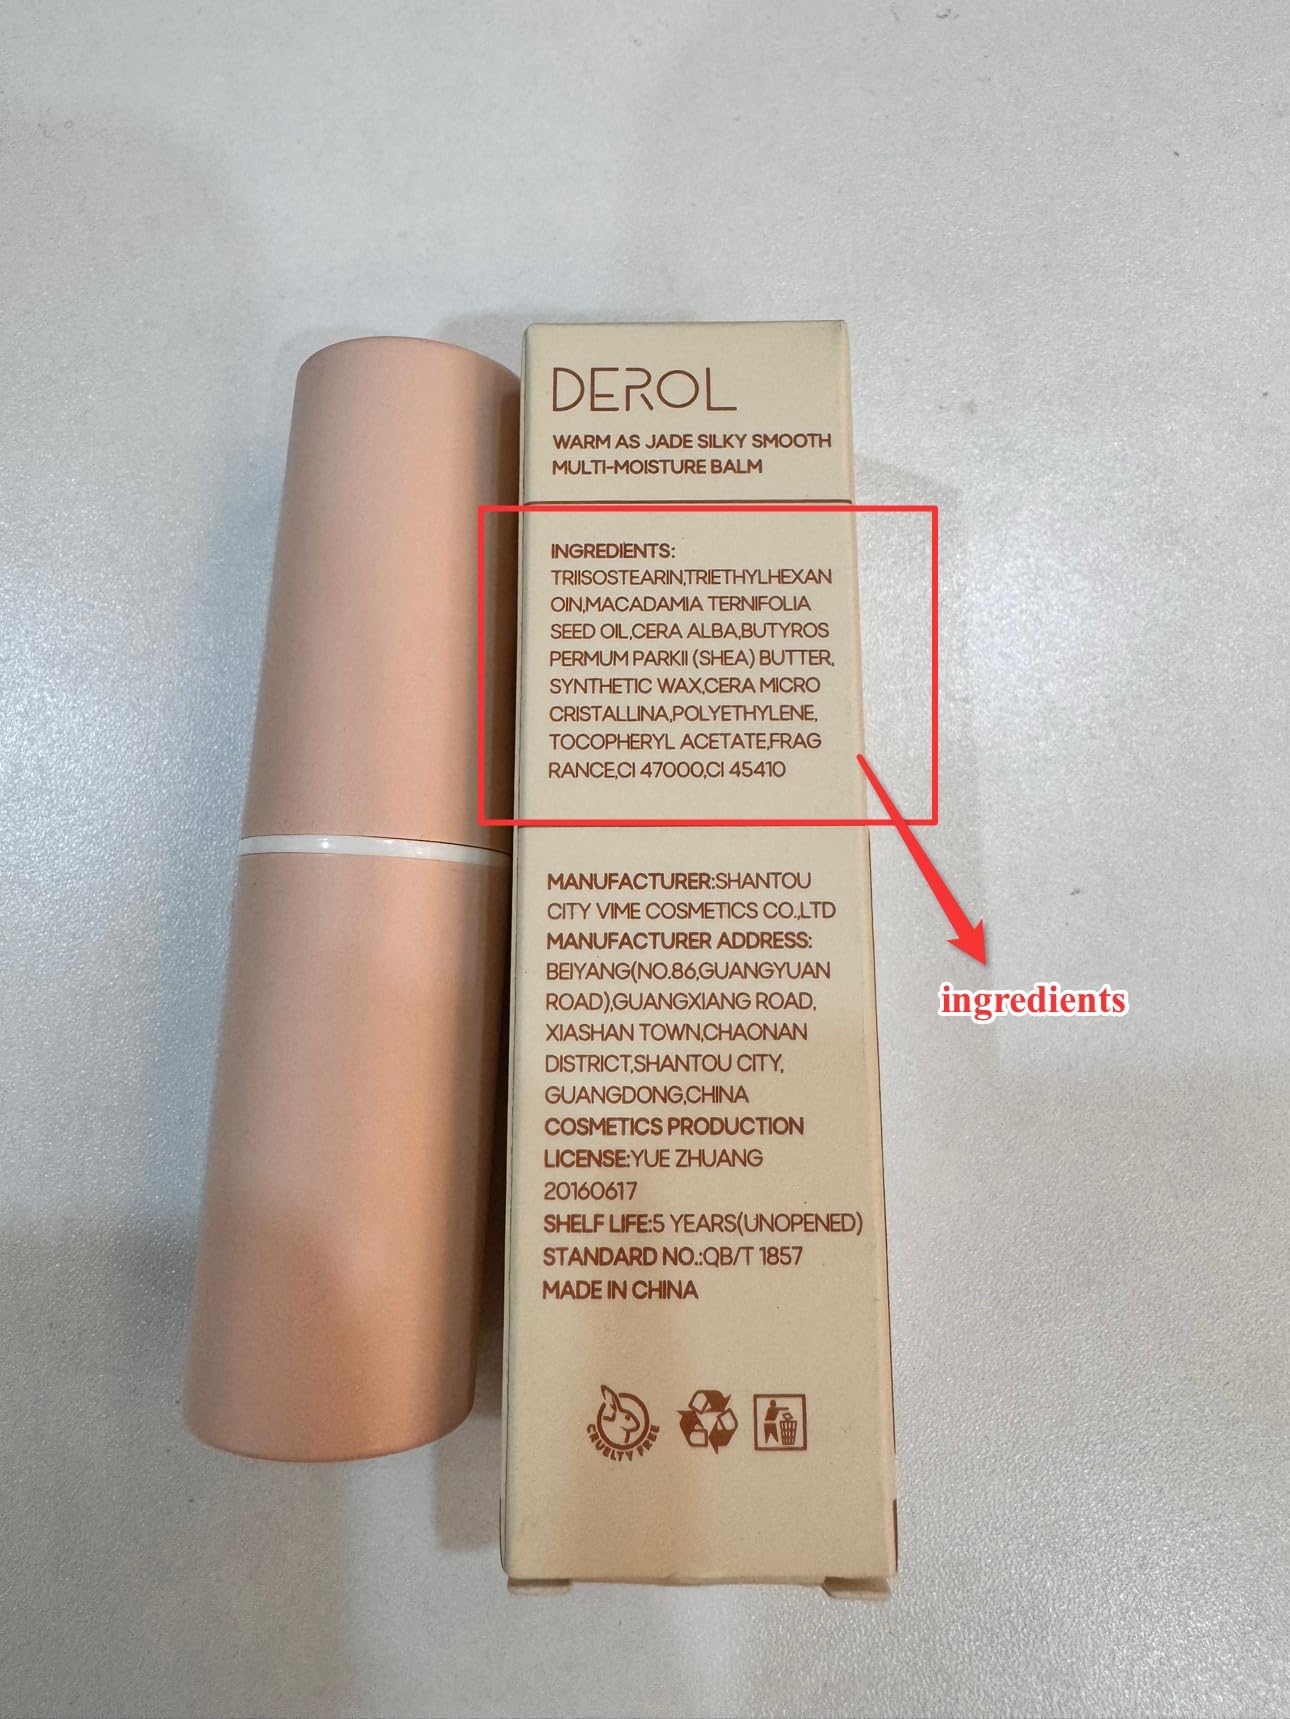 DEROL
WARM AS JADE SILKY SMOOTH
MULTI-MOISTURE BALM
INGREDIENTS:
TRIISOSTEARIN,TRIETHYLHEXAN
OIN,MACADAMIA TERNIFOLIA
SEED OIL,CERA ALBA,BUTYROS
PERMUM PARKII (SHEA) BUTTER,
SYNTHETIC WAX,CERA MICRO
CRISTALLINA,POLYETHYLENE,
TOCOPHERYL ACETATE,FRAG
RANCE,CI 47000,CI 45410
ingredients
MANUFACTURER:SHANTOU
CITY VIME COSMETICS CO.,LTD
MANUFACTURER ADDRESS:
BEIYANG(NO.86,GUANGYUAN
ROAD),GUANGXIANG ROAD,
XIASHAN TOWN,CHAONAN
DISTRICT,SHANTOU CITY,
GUANGDONG,CHINA
COSMETICS PRODUCTION
LICENSE:YUE ZHUANG
20160617
SHELF LIFE:5 YEARS(UNOPENED)
STANDARD NO.:QB/T 1857
MADE IN CHINA
CRUELTY FREE